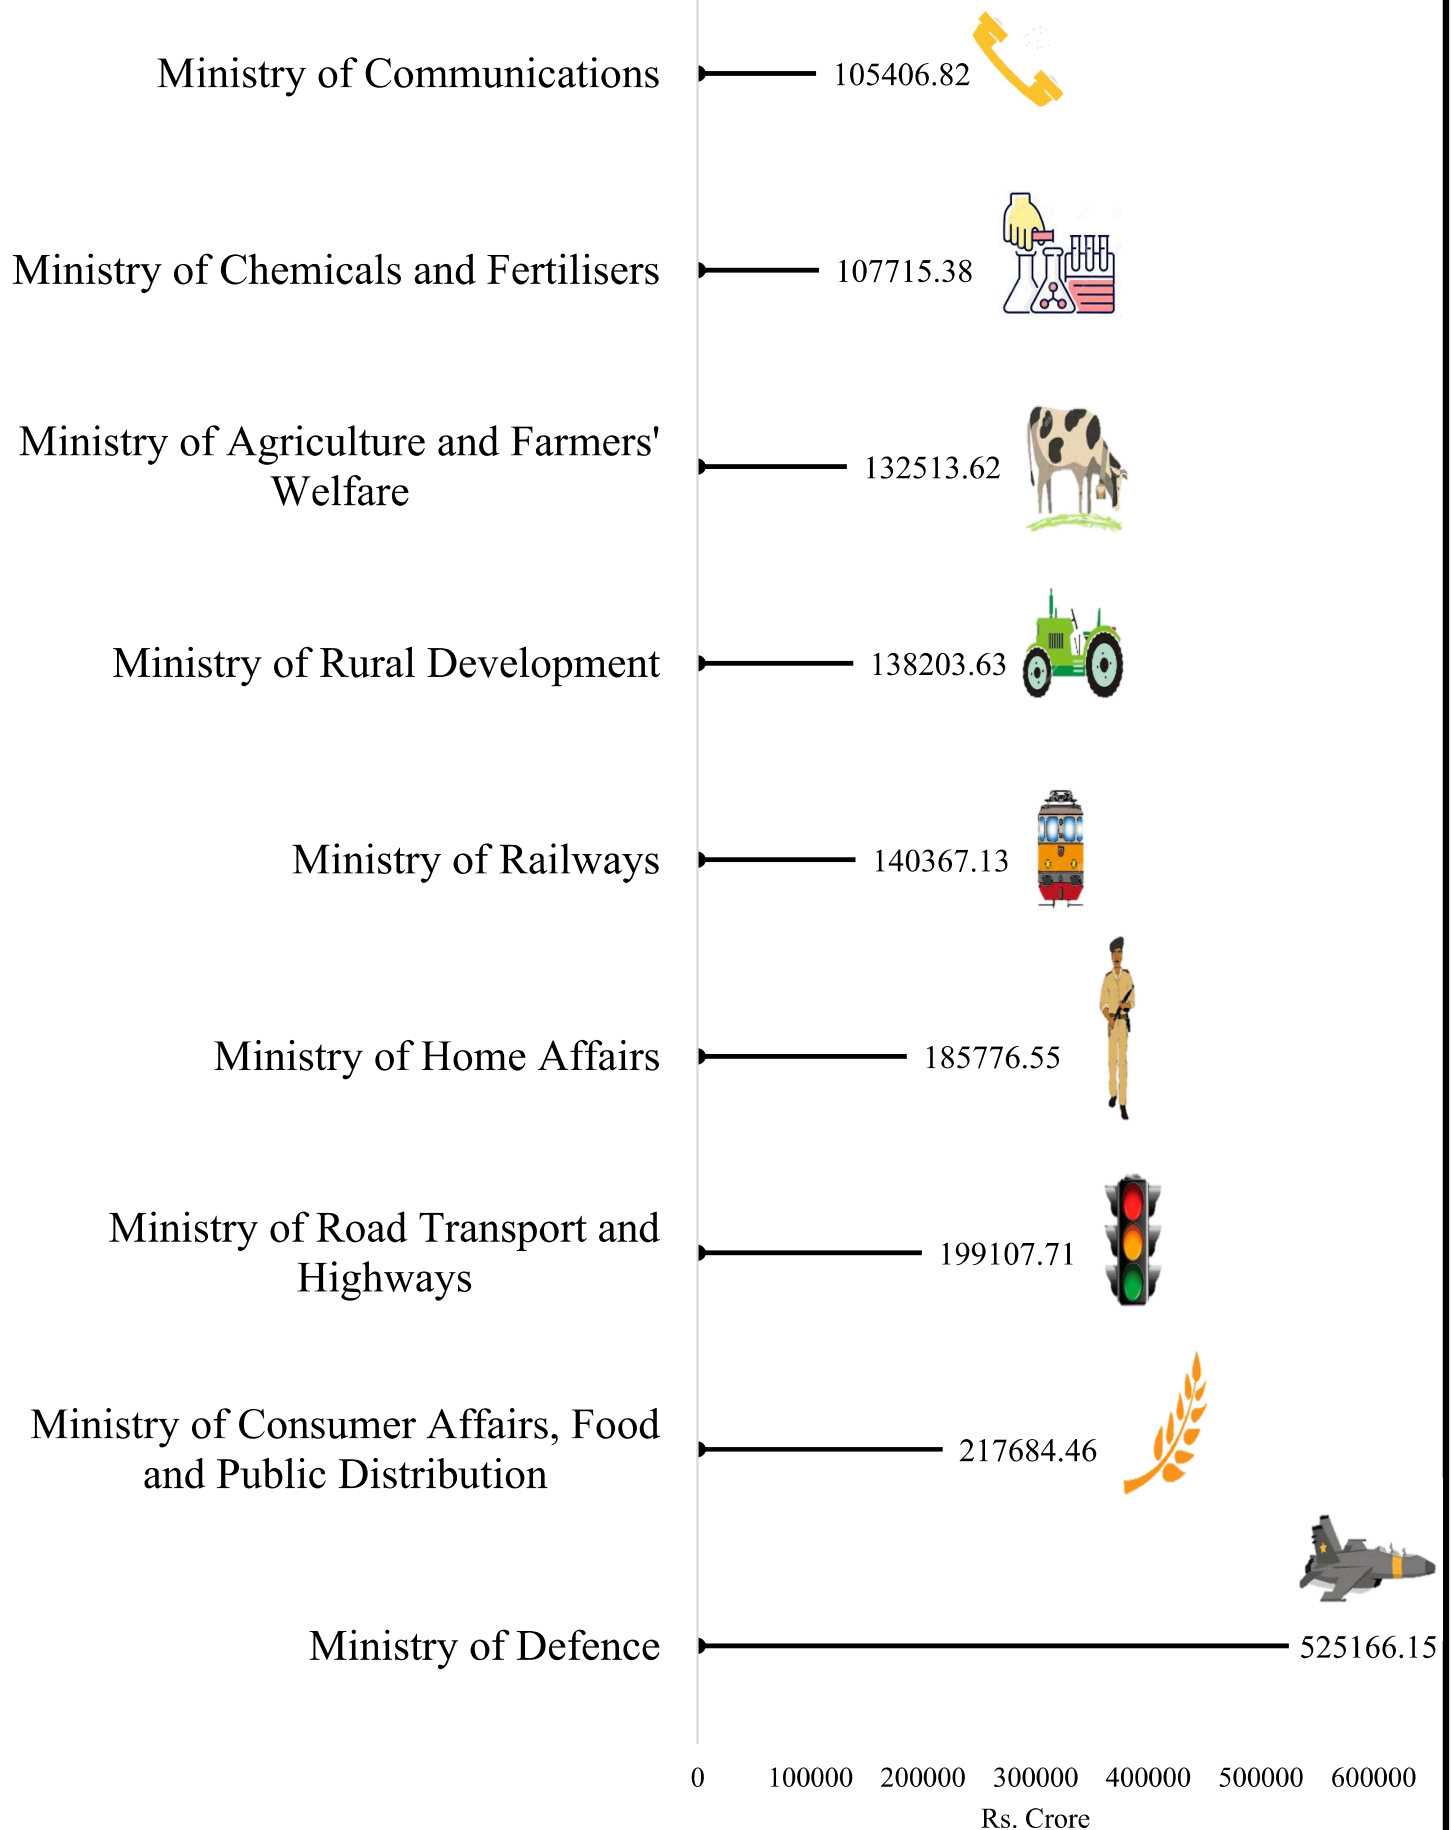 Ministry of Communications
105406.82
Ministry of Chemicals and Fertilisers
107715.38
Ministry of Agriculture and Farmers'
Welfare
132513.62
Ministry of Rural Development
138203.63
Ministry of Railways
140367.13
Ministry of Home Affairs
185776.55
Ministry of Road Transport and
Highways
199107.71
Ministry of Consumer Affairs, Food
and Public Distribution
217684.46
Ministry of Defence
525166.15
0 100000 200000 300000 400000 500000 600000
Rs. Crore